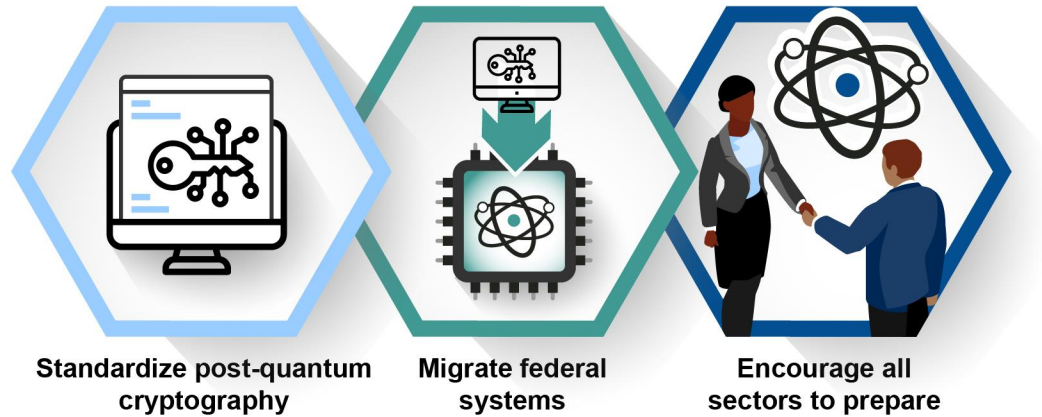 Standardize post-quantum
cryptography
Migrate federal
systems
Encourage all
sectors to prepare